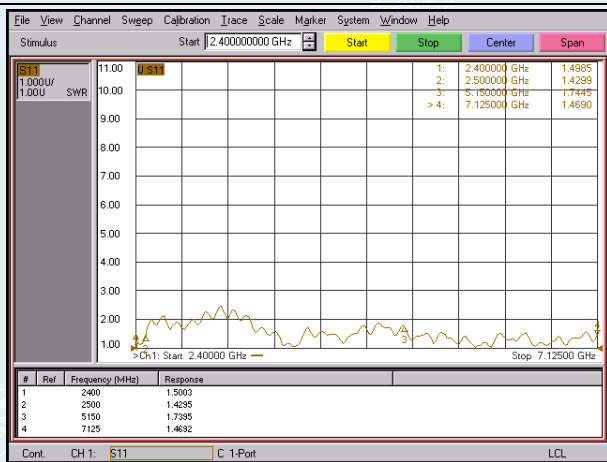 File View Channel Sweep Calibration Trace Scale Marker System Window Help
Stimulus Start 2.400000000 GHz Start Stop Center Span
S11
1.000U/
1.00U SWR
11.00
10.00
9.00
8.00
7.00
6.00
5.00
4.00
3.00
2.00
1.00
U S11
1: 2.400000 GHz 1.4985
2: 2.500000 GHz 1.4299
3: 5.150000 GHz 1.7445
> 4: 7.125000 GHz 1.4690
3
>Ch1: Start 2.40000 GHz Stop 7.12500 GHz
# Ref Frequency (MHz) Response
1 2400 1.5003
2 2500 1.4295
3 5150 1.7395
4 7125 1.4692
Cont. CH 1: S11 C 1-Port LCL